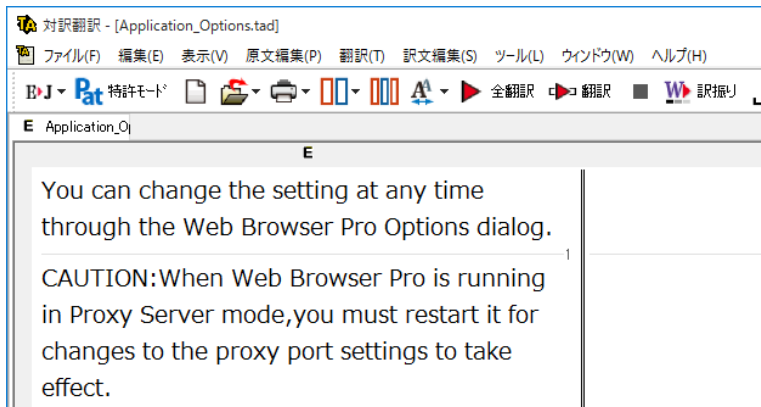 対訳翻訳 - [Application_Options.tad]
ファイル(F) 編集(E) 表示(V) 原文編集(P) 翻訳(T) 訳文編集(S) ツール(L) ウィンドウ(W) ヘルプ(H)
E▸J Pat 特許モード A 全翻訳 翻訳 W 訳振り
E Application_O
E
You can change the setting at any time
through the Web Browser Pro Options dialog.
1
CAUTION:When Web Browser Pro is running
in Proxy Server mode,you must restart it for
changes to the proxy port settings to take
effect.